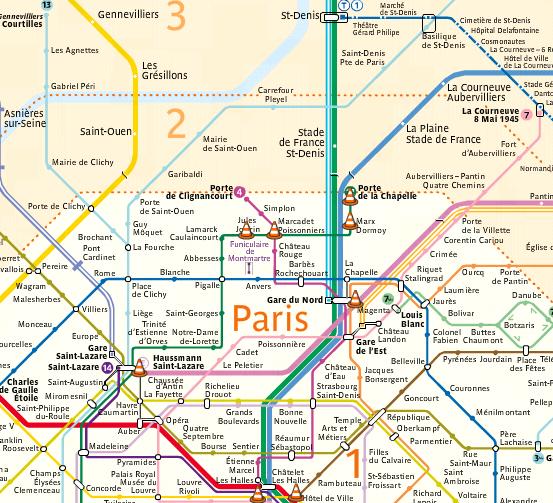 13
Gennevilliers
Courtilles
3
St-Denis
T 1
Marché
de St-Denis
Théâtre
Gérard Philipe
Basilique
de St-Denis
Cimetière de St-Denis
Hôpital Delafontaine
Cosmonautes
La Courneuve – 6 R
Hôtel de Ville
de La Courneuve
Les Agnettes
Les
Grésillons
Saint-Denis
Pte de Paris
Gabriel Péri
Carrefour
Pleyel
La Courneuve
Aubervilliers
Stade Gé
Danto
La C
La Courneuve
8 Mai 1945
7
Asnières
sur-Seine
Saint-Ouen
2
Mairie
de Saint-Ouen
Stade
de France
St-Denis
La Plaine
Stade de France
Fort
d'Aubervilliers
Mairie de Clichy
Garibaldi
Aubervilliers – Pantin
Quatre Chemins
Normandi
Porte
de Clignancourt
4
Simplon
Porte
de la Chapelle
Pantin
Porte de Clichy
Porte
de Saint-Ouen
Guy
Môquet
Lamarck
Caulaincourt
Jules
Joffrin
Marcadet
Poissonniers
Marx
Dormoy
Porte
de la Villette
Corentin Cariou
Brochant
La Fourche
Abbesses
Funiculaire
de
Montmartre
Château
Rouge
Crimée
Église d
Pont
Cardinet
Pereire
Barbès
Rochechouart
La
Chapelle
Riquet
Stalingrad
Ourcq
Porte
de Pantin
Rome
Blanche
Wagram
Malesherbes
Place
de Clichy
Pigalle
Anvers
Laumière
Jaurès
Danube
Villiers
Gare du Nord
Magenta
7
Louis
Blanc
Bolivar
Botzaris
Monceau
Liège
Saint-Georges
Paris
Colonel
Fabien
Buttes
Chaumont
Europe
Trinité
d'Estienne
d'Orves
Notre-Dame
de-Lorette
Château
Landon
Gare
de l'Est
Courcelles
Gare
Saint-Lazare
14
Haussmann
Saint-Lazare
Cadet
Poissonnière
Le Peletier
Belleville
Pyrénées
Jourdain
Place
Fêtes
Télé
Charles
de Gaulle
Étoile
Saint-Augustin
Miromesnil
Saint-Philippe
du-Roule
Chaussée
d'Antin
La Fayette
Richelieu
Drouot
Château
d'Eau
Strasbourg
Saint-Denis
Jacques
Bonsergent
Couronnes
Saint-F
Havre
Caumartin
Goncourt
Grands
Boulevards
Bonne
Nouvelle
Ménilmontant
Auber
Opéra
Quatre
Septembre
Bourse
Sentier
Temple
Arts et
Métiers
République
Oberkampf
Parmentier
Père
Lachaise
Madeleine
Réaumur
Sébastopol
Filles du
Calvaire
Rue
Saint-Maur
Philippe
Auguste
Pyramides
Étienne
Marcel
Les Halles
Châtelet
Les Halles
Rambuteau
1
St-Ambroise
Champs
Élysées
Clemenceau
Palais Royal
Musée du
Louvre
Louvre
Rivoli
St-Sébastien
Froissart
Voltaire
Alexandre
Concorde
Tuileries
Hôtel de Ville
Richard